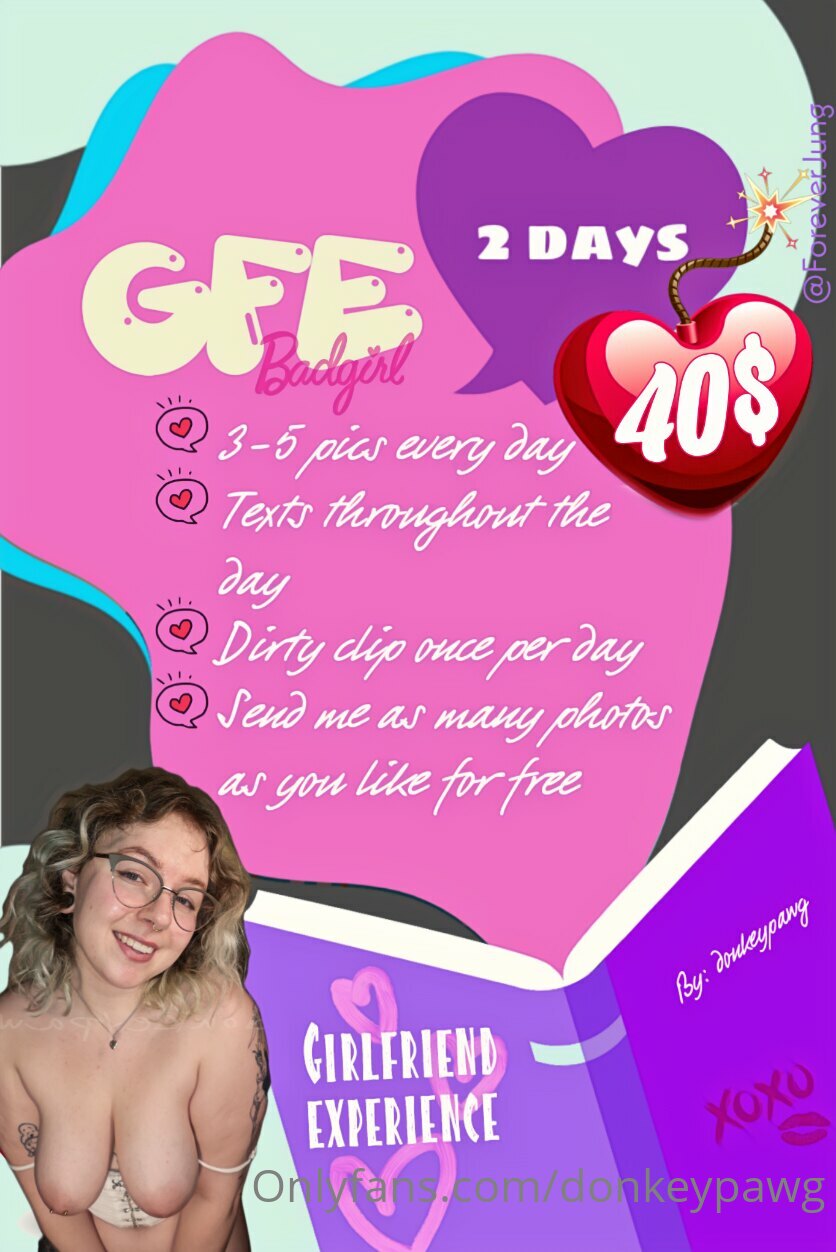 @ForeverJung
2 DAYS
GFE
Badgirl
40$
3-5 pics every day
Texts throughout the
day
Dirty clip once per day
Send me as many photos
as you like for free
By: donkeypawg
GIRLFRIEND
EXPERIENCE
XOXO
Onlyfans.com/donkeypawg